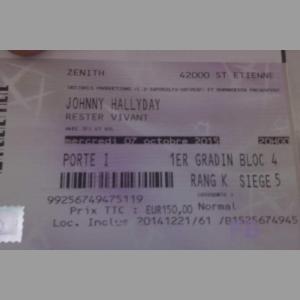 ZENITH 42000 ST ETIENNE
JOHNNY HALLYDAY
RESTER VIVANT
mercredi 07 octobre 2015 20H00
PORTE I 1ER GRADIN BLOC 4
RANG K SIEGE 5
99256749475119
Prix TTC : EUR150,00 Normal
Loc. Inclus 20141221/61 /B1525674945